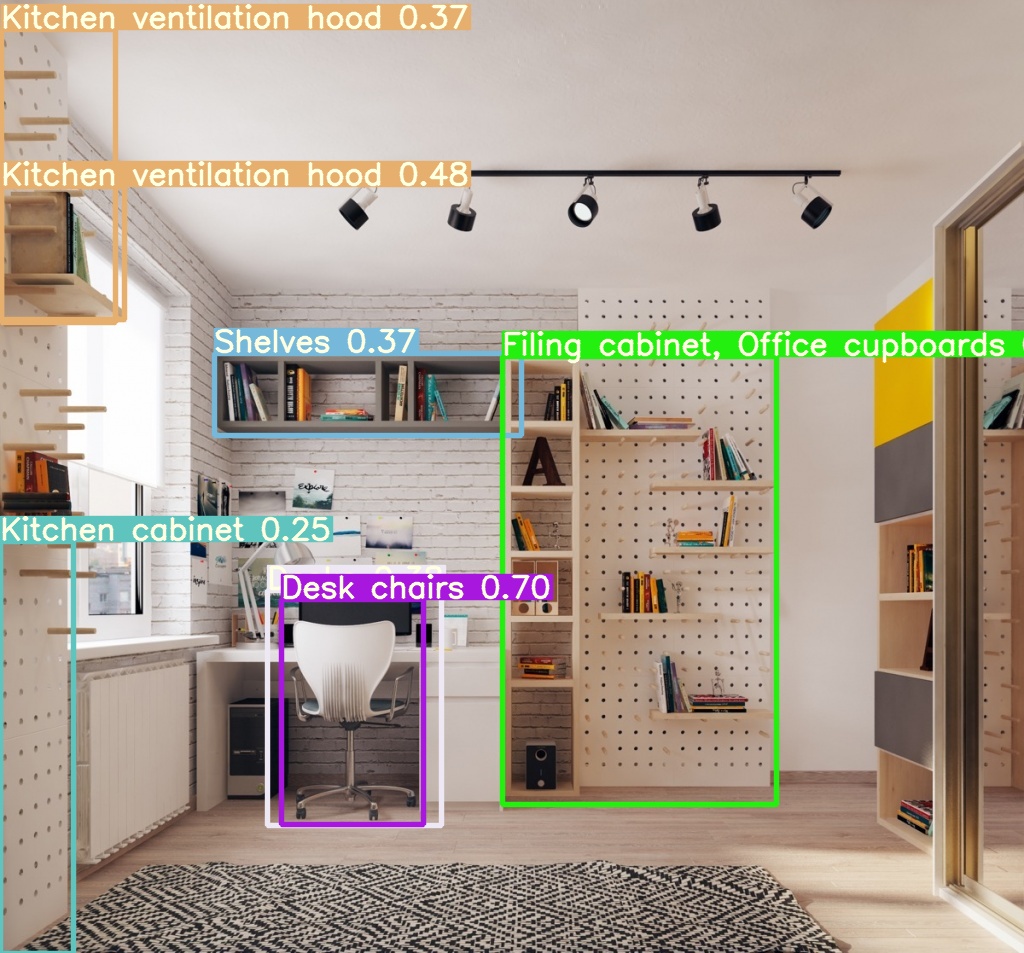 Kitchen ventilation hood 0.37
Kitchen ventilation hood 0.48
Shelves 0.37
Filing cabinet, Office cupboards
A
EXPLORE
Kitchen cabinet 0.25
Desk chairs 0.70